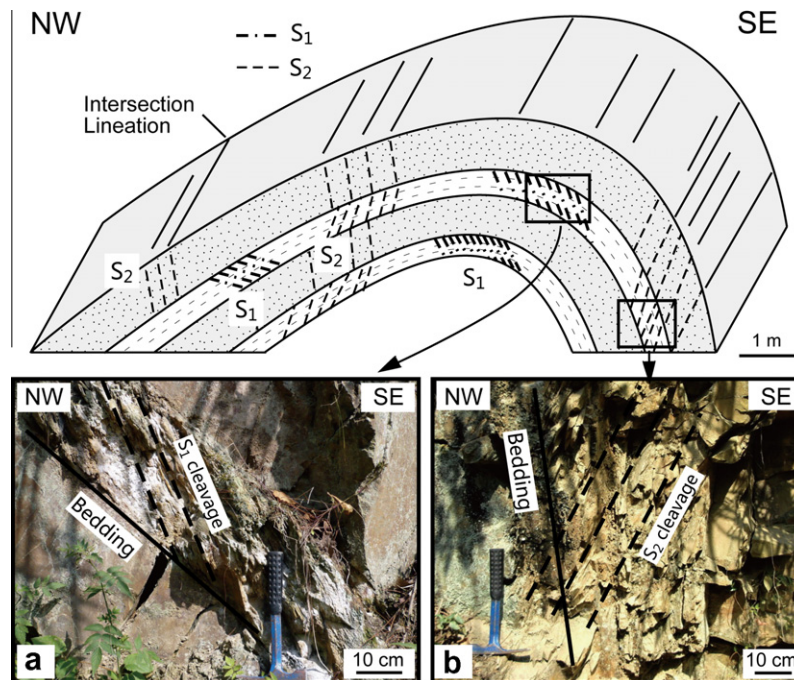 NW
SE
S₁
S₂
Intersection
Lineation
S₂
S₂
S₁
S₁
1 m
NW
SE
S₁ cleavage
Bedding
a
10 cm
NW
SE
Bedding
S₂ cleavage
b
10 cm